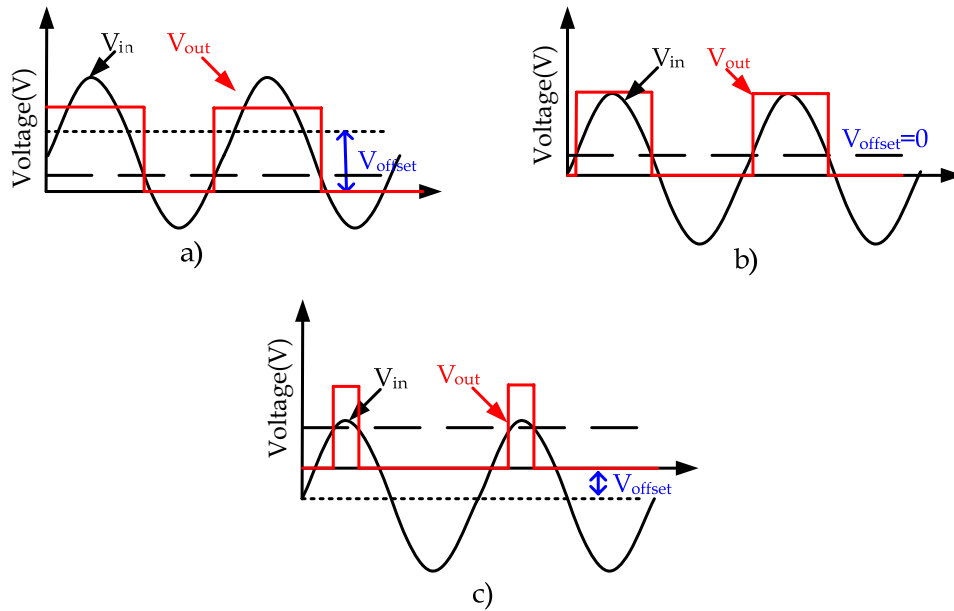 Voltage(V)
Vin
Vout
Voffset
a)
Voltage(V)
Vin
Vout
Voffset=0
b)
Voltage(V)
Vin
Vout
Voffset
c)